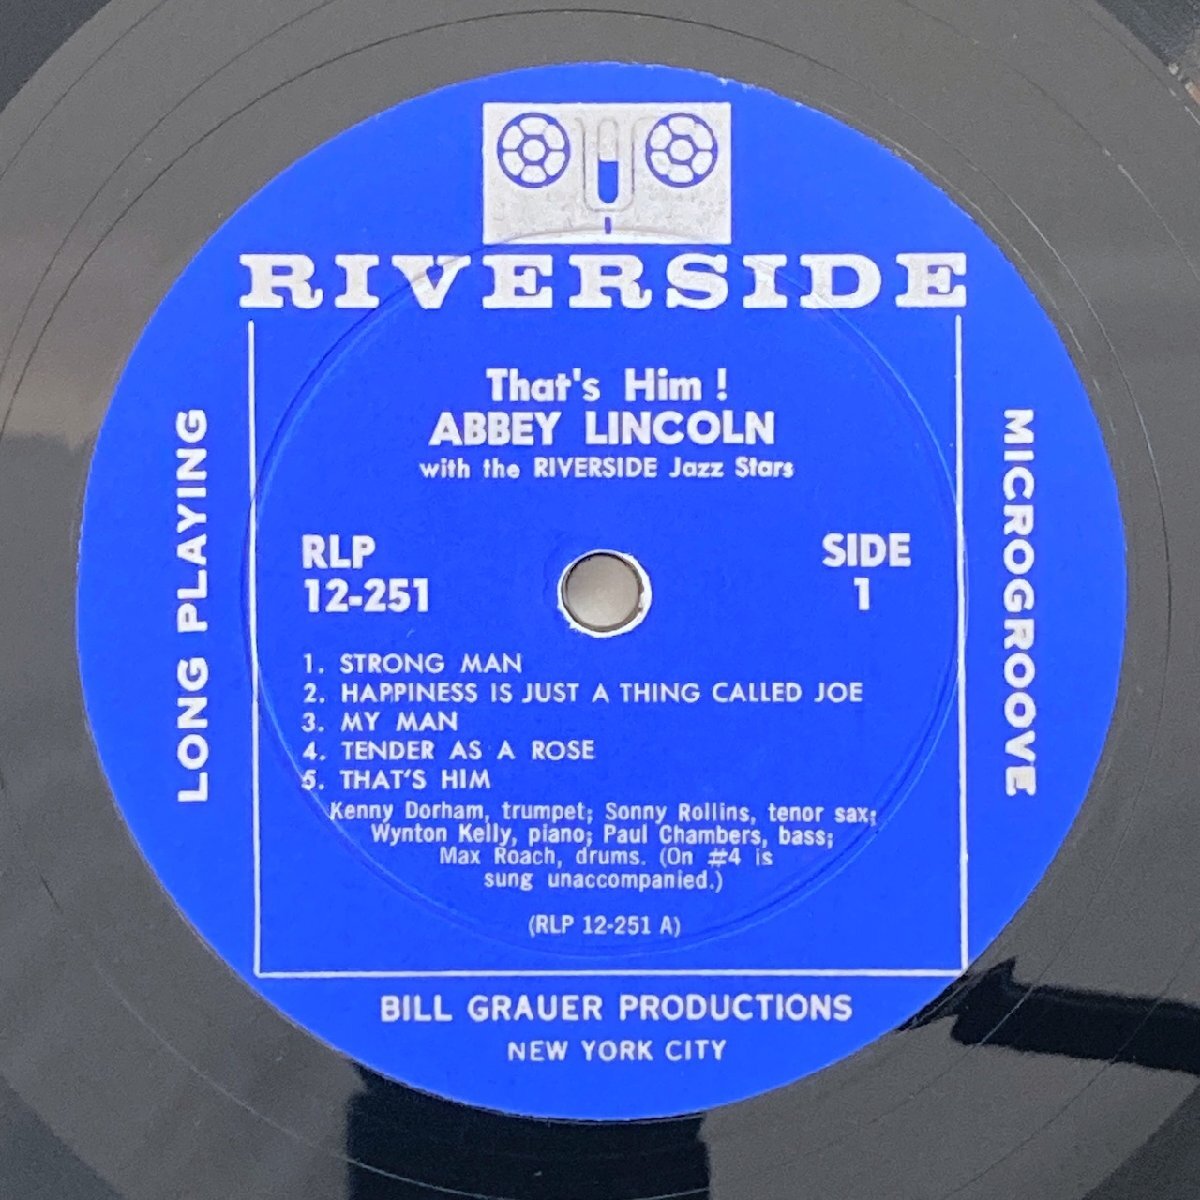 RIVERSIDE
That's Him !
ABBEY LINCOLN
with the RIVERSIDE Jazz Stars
LONG PLAYING
MICROGROOVE
RLP
12-251
SIDE
1
1. STRONG MAN
2. HAPPINESS IS JUST A THING CALLED JOE
3. MY MAN
4. TENDER AS A ROSE
5. THAT'S HIM
Kenny Dorham, trumpet; Sonny Rollins, tenor sax;
Wynton Kelly, piano; Paul Chambers, bass;
Max Roach, drums. (On #4 is
sung unaccompanied.)
(RLP 12-251 A)
BILL GRAUER PRODUCTIONS
NEW YORK CITY